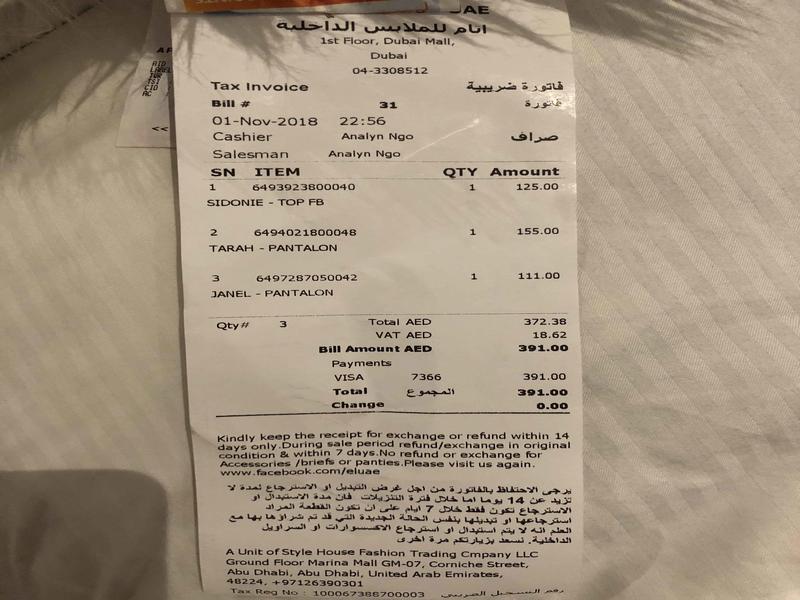 UAE
انام للملابس الداخلية
1st Floor, Dubai Mall,
Dubai
04-3308512
Tax Invoice فاتورة ضريبية
Bill # 31 فاتورة
01-Nov-2018 22:56
Cashier Analyn Ngo صراف
Salesman Analyn Ngo
SN ITEM QTY Amount
1 6493923800040 1 125.00
SIDONIE - TOP FB
2 6494021800048 1 155.00
TARAH - PANTALON
3 6497287050042 1 111.00
JANEL - PANTALON
Qty# 3 Total AED 372.38
VAT AED 18.62
Bill Amount AED 391.00
Payments
VISA 7366 391.00
Total المجموع 391.00
Change 0.00
Kindly keep the receipt for exchange or refund within 14
days only.During sale period refund/exchange in original
condition & within 7 days.No refund or exchange for
Accessories /briefs or panties.Please visit us again.
www.facebook.com/eluae
يرجى الاحتفاظ بالفاتورة من اجل غرض التبديل او الاسترجاع لمدة لا
تزيد عن 14 يوما اما خلال فترة التنزيلات فان مدة الاستبدال او
الاسترجاع تكون فقط خلال 7 ايام على ان تكون القطعة المراد
استرجاعها او تبديلها بنفس الحالة الجديدة التي قد تم شراؤها بها مع
العلم انه لا يتم استبدال او استرجاع الاكسسوارات او السراويل
الداخلية. نسعد بزيارتكم مرة اخرى
A Unit of Style House Fashion Trading Cmpany LLC
Ground Floor Marina Mall GM-07, Corniche Street,
Abu Dhabi, Abu Dhabi, United Arab Emirates,
48224, +97126390301
Tax Reg No : 100067388700003 رقم التسجيل الضريبي